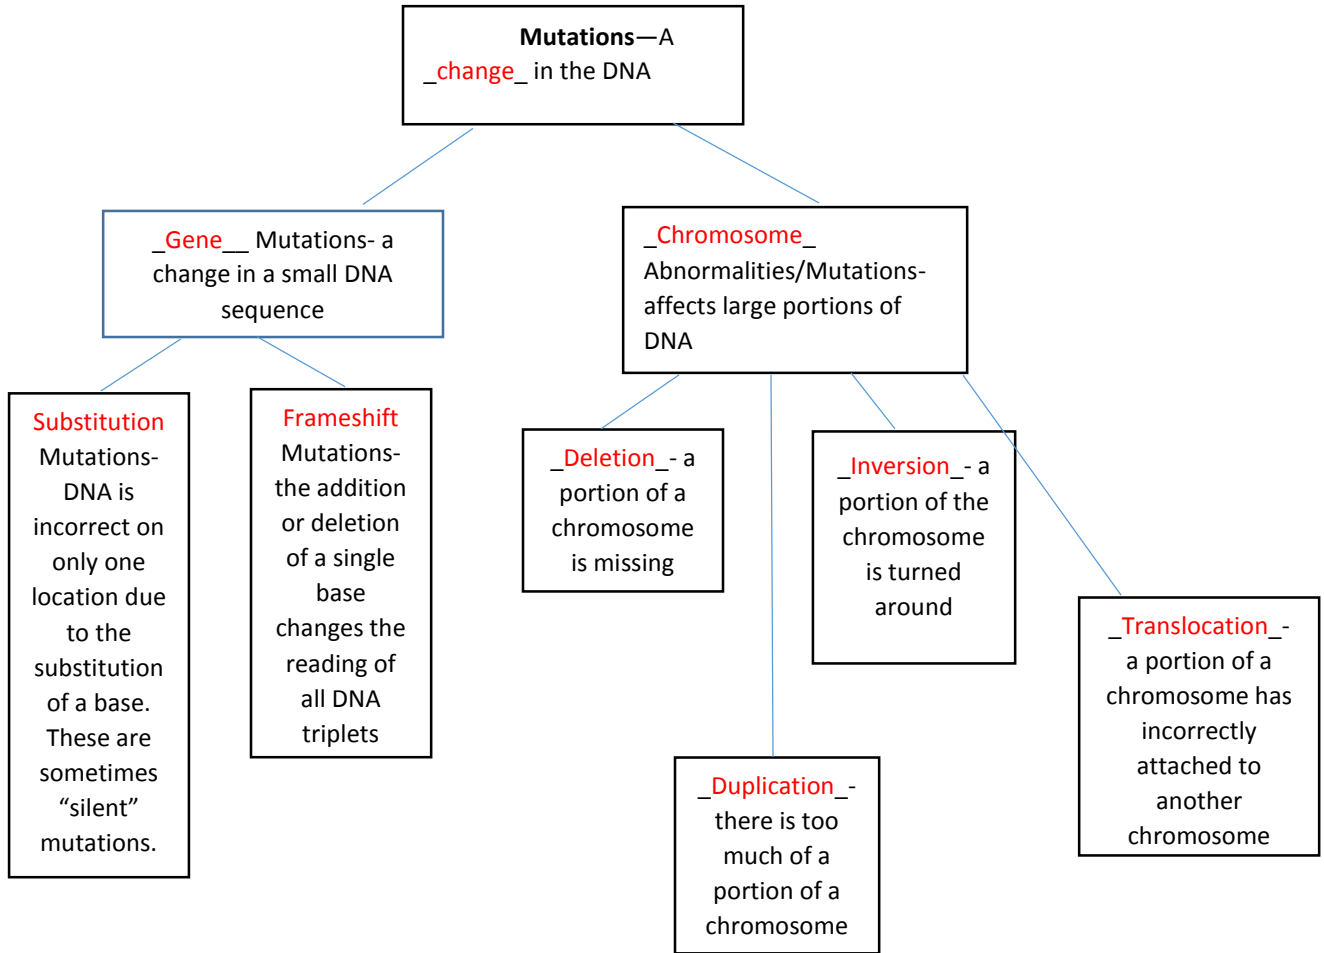 Mutations—A
_change_ in the DNA
_Gene__ Mutations- a
change in a small DNA
sequence
_Chromosome_
Abnormalities/Mutations-
affects large portions of
DNA
Substitution
Mutations-
DNA is
incorrect on
only one
location due
to the
substitution
of a base.
These are
sometimes
“silent”
mutations.
Frameshift
Mutations-
the addition
or deletion
of a single
base
changes the
reading of
all DNA
triplets
_Deletion_- a
portion of a
chromosome
is missing
_Inversion_- a
portion of the
chromosome
is turned
around
_Translocation_-
a portion of a
chromosome has
incorrectly
attached to
another
chromosome
_Duplication_-
there is too
much of a
portion of a
chromosome